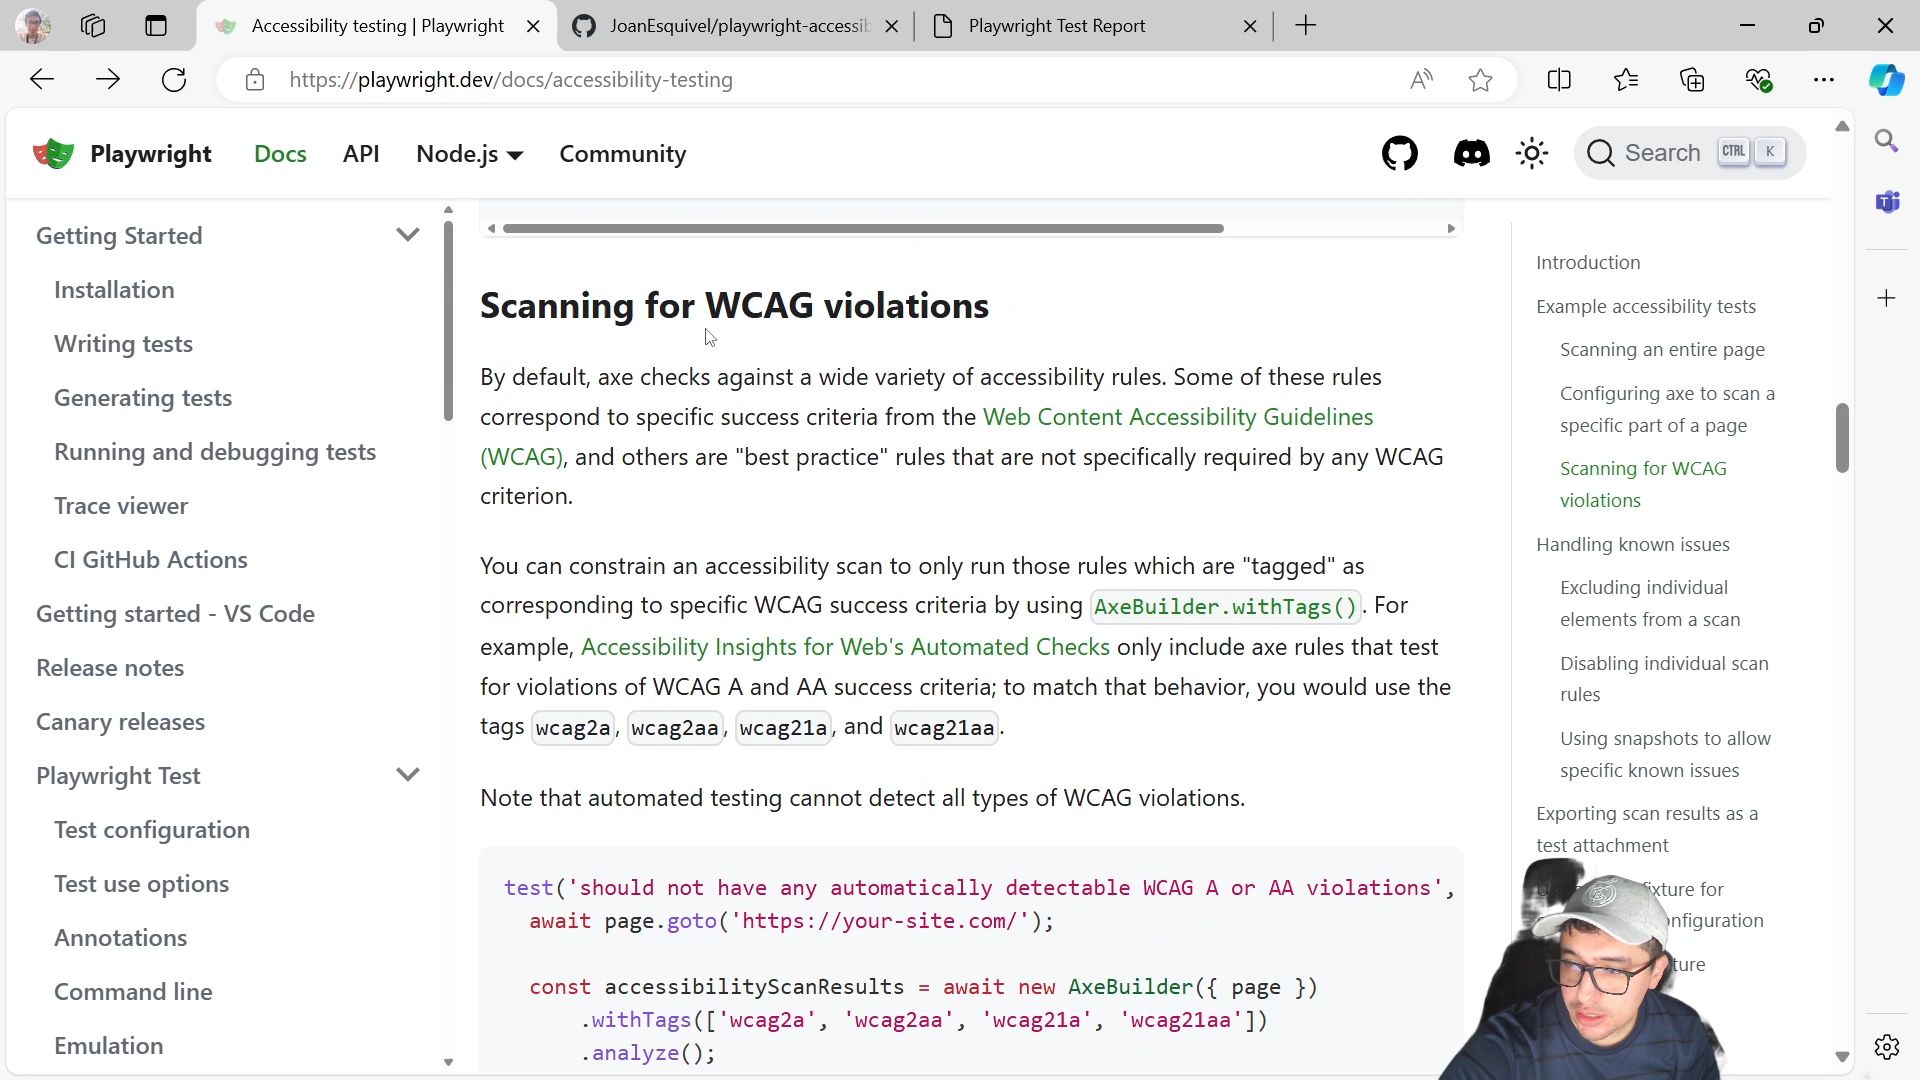 Accessibility testing | Playwright
JoanEsquivel/playwright-accessib
Playwright Test Report
https://playwright.dev/docs/accessibility-testing
Playwright
Docs
API
Node.js
Community
Search
CTRL
K
Getting Started
Installation
Writing tests
Generating tests
Running and debugging tests
Trace viewer
CI GitHub Actions
Getting started - VS Code
Release notes
Canary releases
Playwright Test
Test configuration
Test use options
Annotations
Command line
Emulation
Scanning for WCAG violations
By default, axe checks against a wide variety of accessibility rules. Some of these rules
correspond to specific success criteria from the Web Content Accessibility Guidelines
(WCAG), and others are "best practice" rules that are not specifically required by any WCAG
criterion.
You can constrain an accessibility scan to only run those rules which are "tagged" as
corresponding to specific WCAG success criteria by using AxeBuilder.withTags(). For
example, Accessibility Insights for Web's Automated Checks only include axe rules that test
for violations of WCAG A and AA success criteria; to match that behavior, you would use the
tags wcag2a, wcag2aa, wcag21a, and wcag21aa.
Note that automated testing cannot detect all types of WCAG violations.
test('should not have any automatically detectable WCAG A or AA violations',
await page.goto('https://your-site.com/');
const accessibilityScanResults = await new AxeBuilder({ page })
.withTags(['wcag2a', 'wcag2aa', 'wcag21a', 'wcag21aa'])
.analyze();
Introduction
Example accessibility tests
Scanning an entire page
Configuring axe to scan a
specific part of a page
Scanning for WCAG
violations
Handling known issues
Excluding individual
elements from a scan
Disabling individual scan
rules
Using snapshots to allow
specific known issues
Exporting scan results as a
test attachment
for